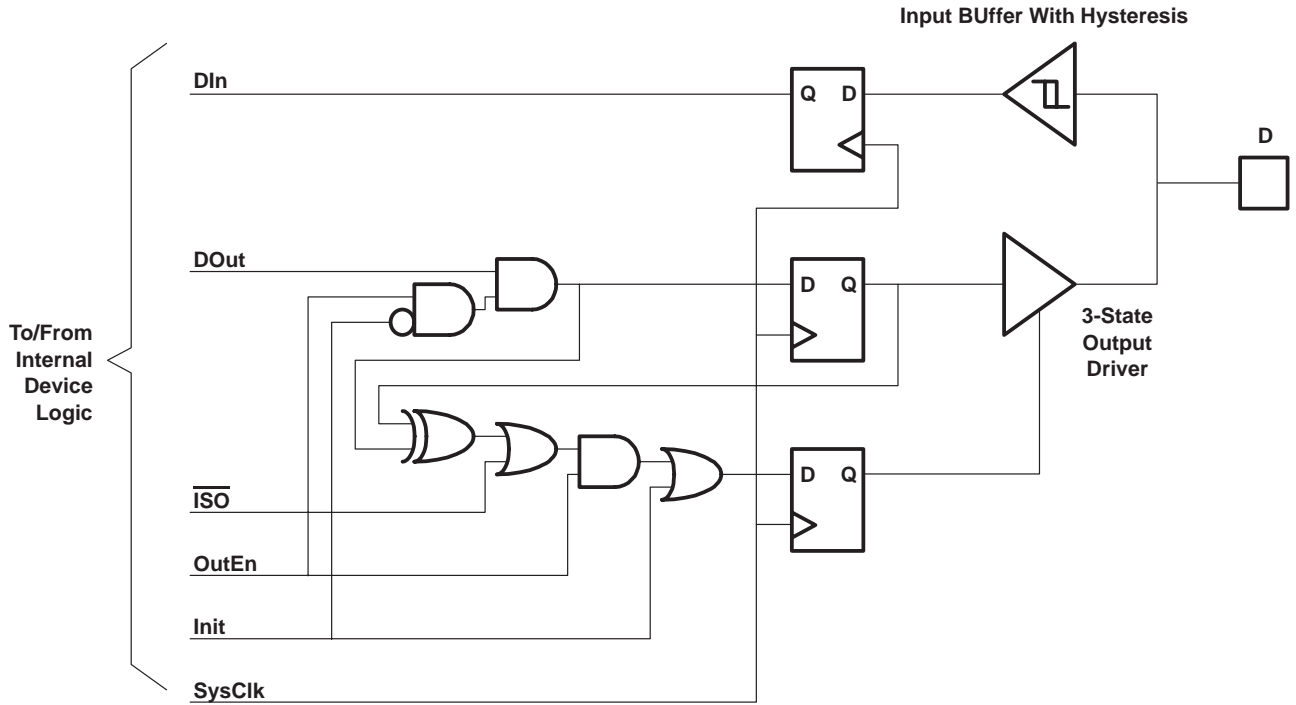 Input BUffer With Hysteresis
DIn
Q D
D
DOut
D Q
3-State
Output
Driver
To/From
Internal
Device
Logic
D Q
ISO
OutEn
Init
SysClk